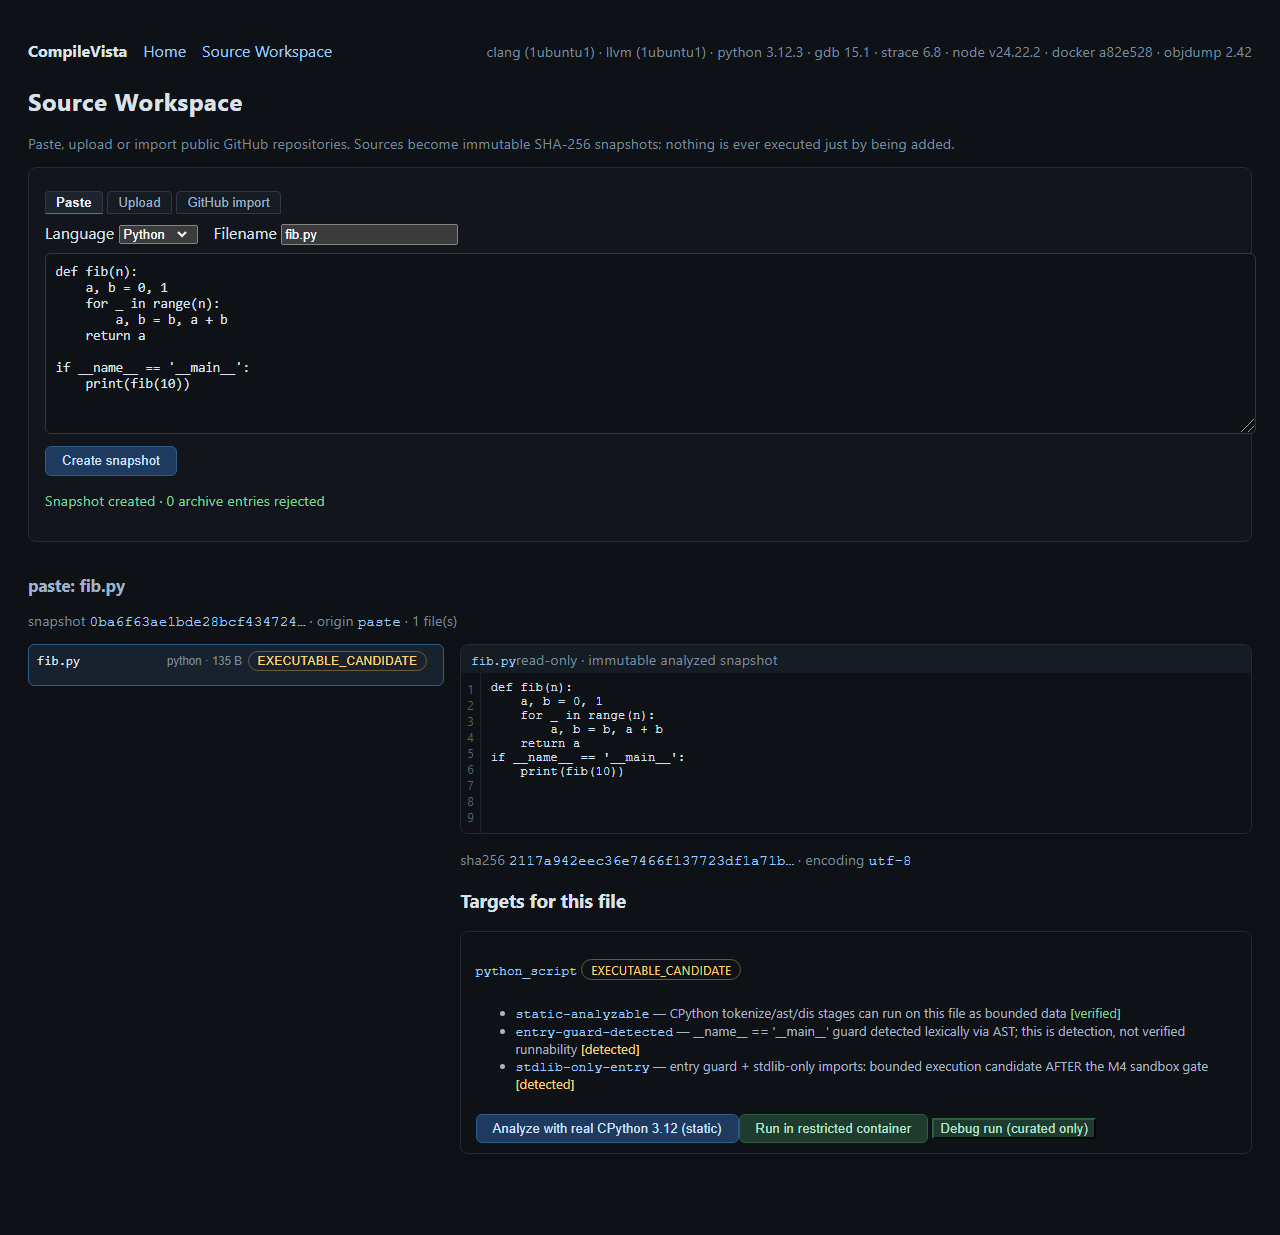 CompileVista Home Source Workspace clang (1ubuntu1) · llvm (1ubuntu1) · python 3.12.3 · gdb 15.1 · strace 6.8 · node v24.22.2 · docker a82e528 · objdump 2.42
Source Workspace
Paste, upload or import public GitHub repositories. Sources become immutable SHA-256 snapshots; nothing is ever executed just by being added.
Paste Upload GitHub import
Language Python Filename fib.py
def fib(n):
    a, b = 0, 1
    for _ in range(n):
        a, b = b, a + b
    return a
if __name__ == '__main__':
    print(fib(10))
Create snapshot
Snapshot created · 0 archive entries rejected
paste: fib.py
snapshot 0ba6f63ae1bde28bcf434724… · origin paste · 1 file(s)
fib.py python · 135 B EXECUTABLE_CANDIDATE
fib.pyread-only · immutable analyzed snapshot
1
2
3
4
5
6
7
8
9
def fib(n):
    a, b = 0, 1
    for _ in range(n):
        a, b = b, a + b
    return a
if __name__ == '__main__':
    print(fib(10))
sha256 2117a942eec36e7466f137723df1a71b… · encoding utf-8
Targets for this file
python_script EXECUTABLE_CANDIDATE
• static-analyzable — CPython tokenize/ast/dis stages can run on this file as bounded data [verified]
• entry-guard-detected — __name__ == '__main__' guard detected lexically via AST; this is detection, not verified
runnability [detected]
• stdlib-only-entry — entry guard + stdlib-only imports: bounded execution candidate AFTER the M4 sandbox gate
[detected]
Analyze with real CPython 3.12 (static) Run in restricted container Debug run (curated only)